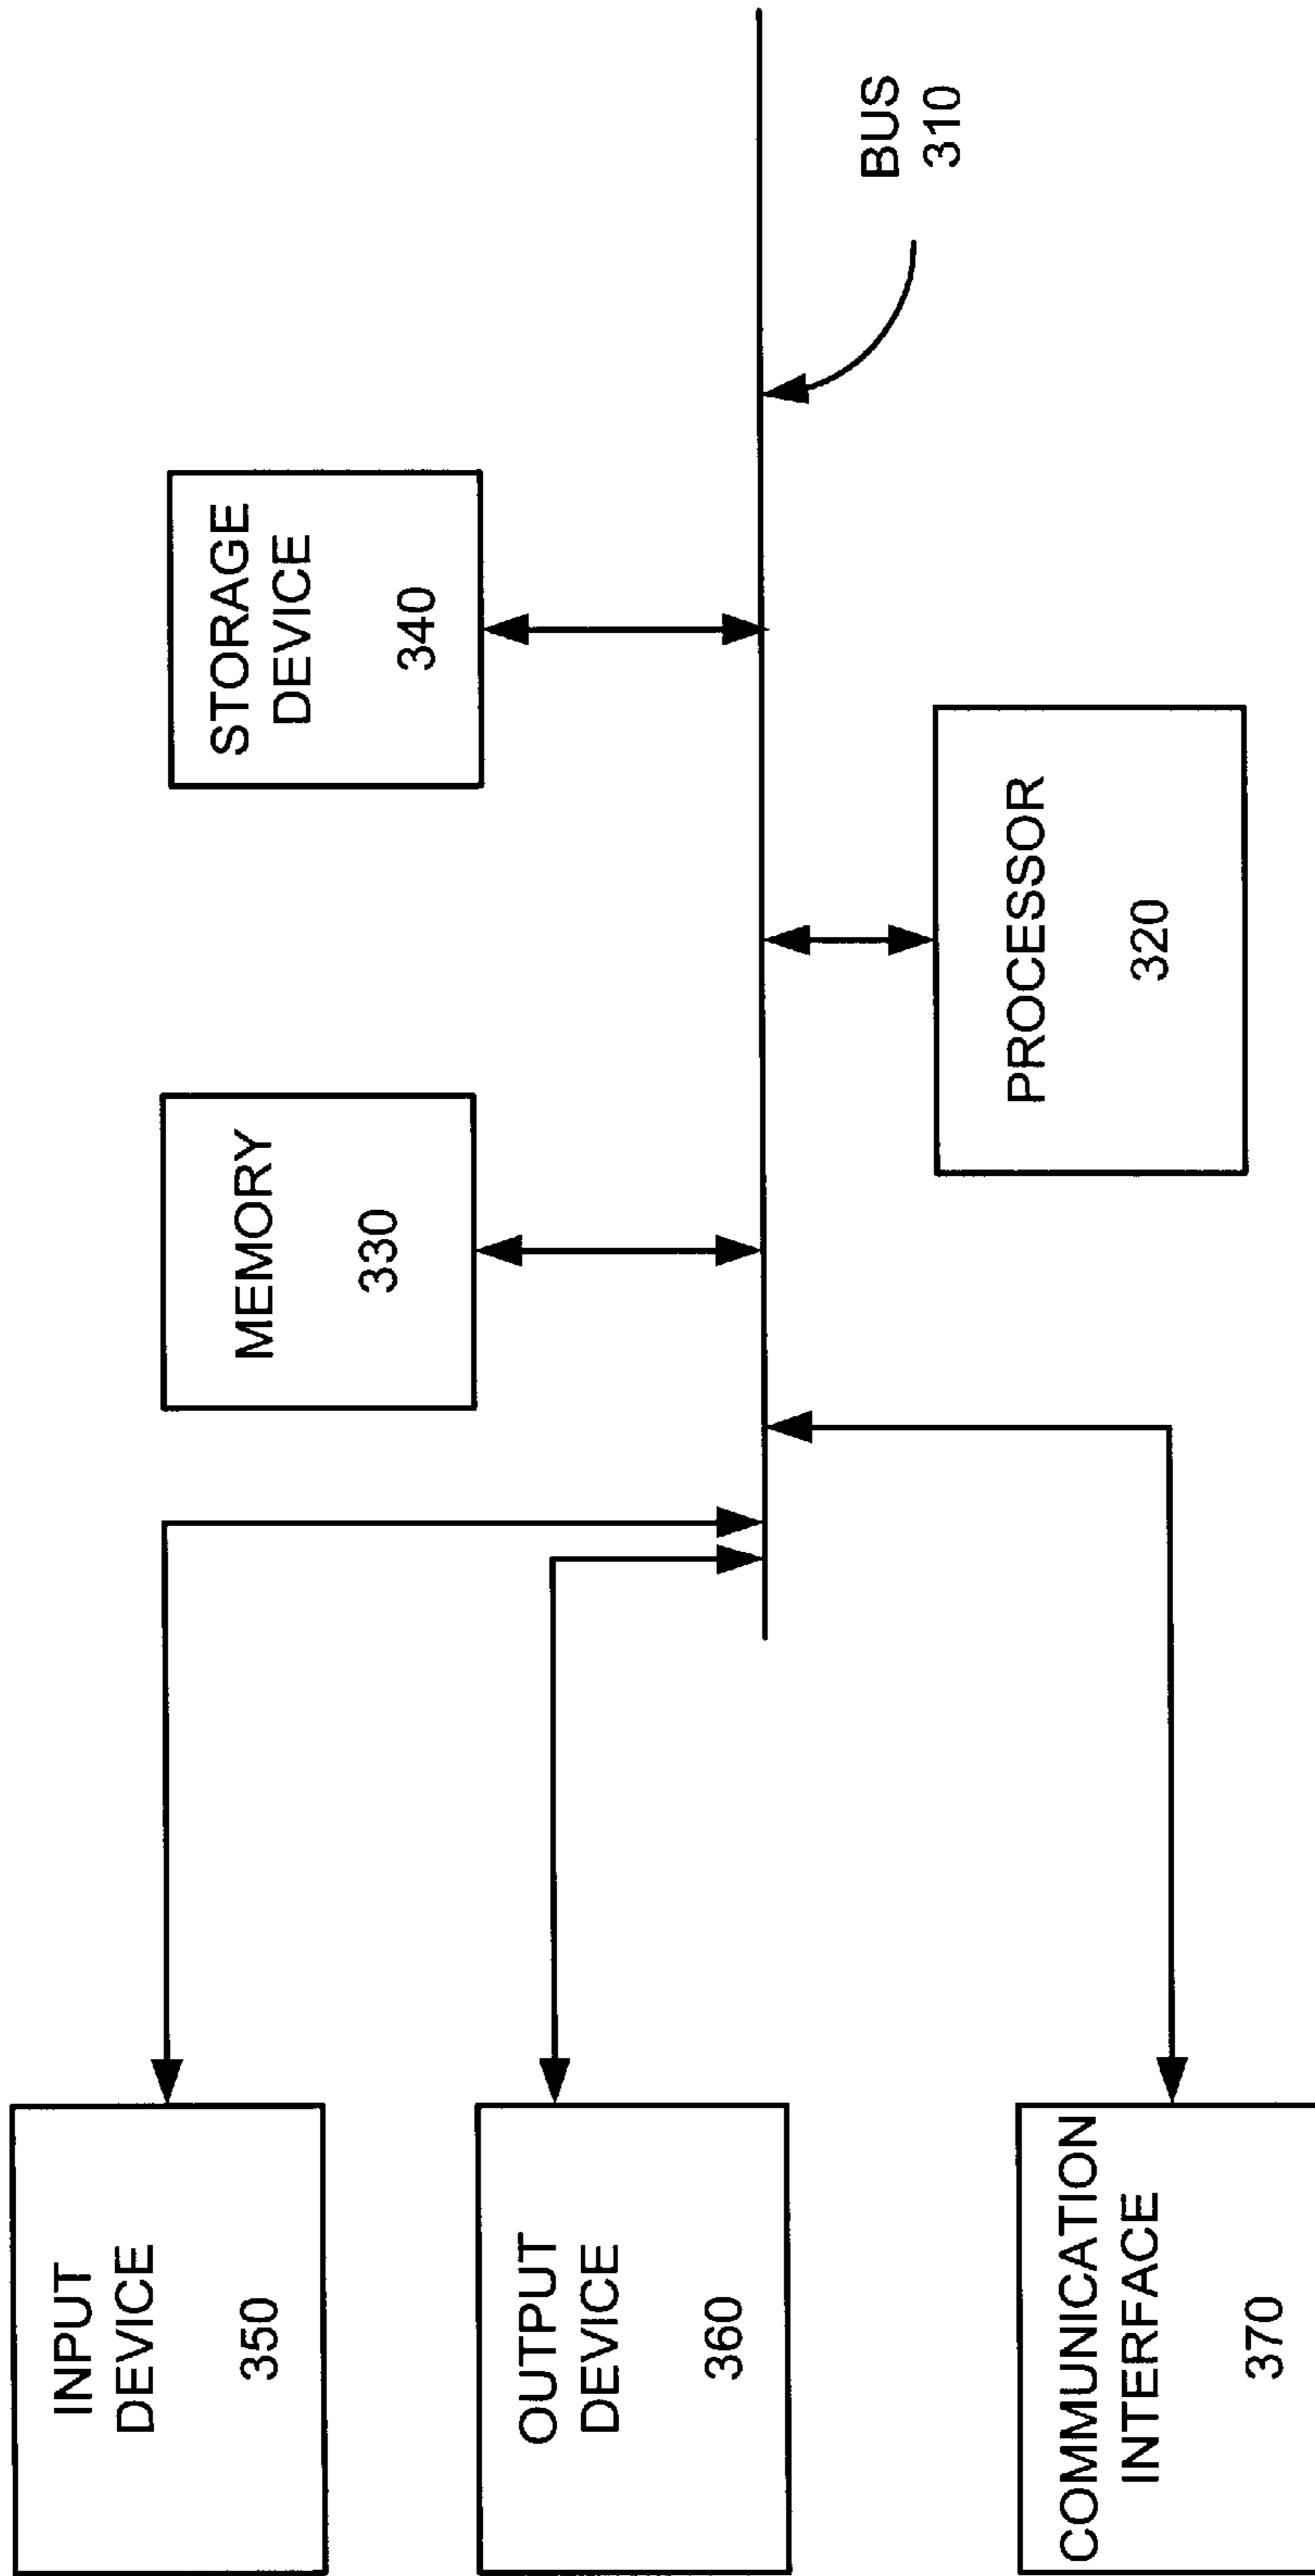 INPUT
DEVICE
350
OUTPUT
DEVICE
360
COMMUNICATION
INTERFACE
370
MEMORY
330
STORAGE
DEVICE
340
PROCESSOR
320
BUS
310